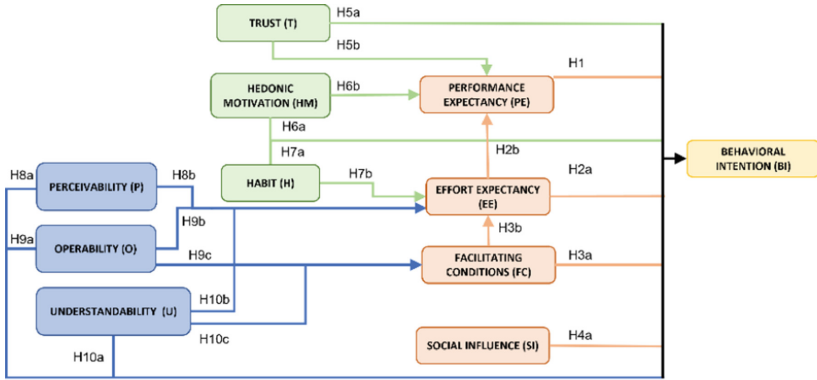 H5a
TRUST (T)
H5b
H1
HEDONIC
MOTIVATION (HM)
H6b
PERFORMANCE
EXPECTANCY (PE)
H6a
H7a
H2b
BEHAVIORAL
INTENTION (BI)
H8a
PERCEIVABILITY (P)
H8b
HABIT (H)
H7b
EFFORT EXPECTANCY
(EE)
H2a
H9b
H3b
H9a
OPERABILITY (O)
H9c
FACILITATING
CONDITIONS (FC)
H3a
H10b
UNDERSTANDABILITY (U)
H10c
SOCIAL INFLUENCE (SI)
H4a
H10a